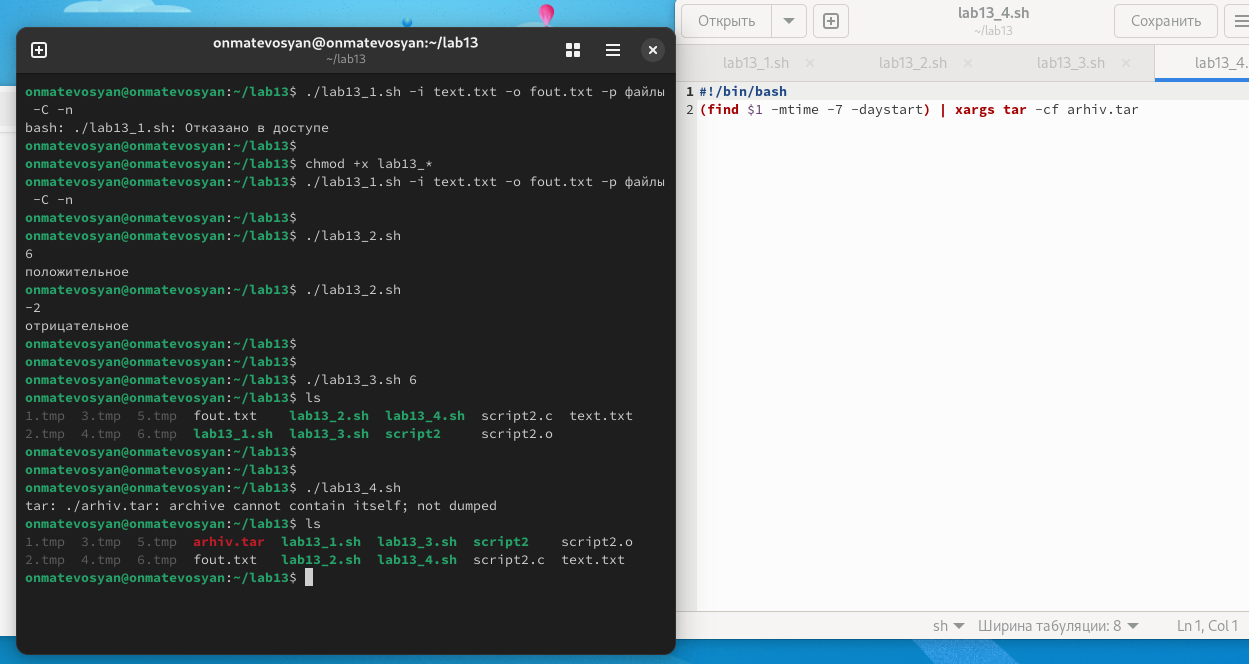 onmatevosyan@onmatevosyan:~/lab13
~/lab13
onmatevosyan@onmatevosyan:~/lab13$ ./lab13_1.sh -i text.txt -o fout.txt -p файлы
-C -n
bash: ./lab13_1.sh: Отказано в доступе
onmatevosyan@onmatevosyan:~/lab13$
onmatevosyan@onmatevosyan:~/lab13$ chmod +x lab13_*
onmatevosyan@onmatevosyan:~/lab13$ ./lab13_1.sh -i text.txt -o fout.txt -p файлы
-C -n
onmatevosyan@onmatevosyan:~/lab13$
onmatevosyan@onmatevosyan:~/lab13$ ./lab13_2.sh
6
положительное
onmatevosyan@onmatevosyan:~/lab13$ ./lab13_2.sh
-2
отрицательное
onmatevosyan@onmatevosyan:~/lab13$
onmatevosyan@onmatevosyan:~/lab13$
onmatevosyan@onmatevosyan:~/lab13$ ./lab13_3.sh 6
onmatevosyan@onmatevosyan:~/lab13$ ls
1.tmp 3.tmp 5.tmp fout.txt lab13_2.sh lab13_4.sh script2.c text.txt
2.tmp 4.tmp 6.tmp lab13_1.sh lab13_3.sh script2 script2.o
onmatevosyan@onmatevosyan:~/lab13$
onmatevosyan@onmatevosyan:~/lab13$
onmatevosyan@onmatevosyan:~/lab13$ ./lab13_4.sh
tar: ./arhiv.tar: archive cannot contain itself; not dumped
onmatevosyan@onmatevosyan:~/lab13$ ls
1.tmp 3.tmp 5.tmp arhiv.tar lab13_1.sh lab13_3.sh script2 script2.o
2.tmp 4.tmp 6.tmp fout.txt lab13_2.sh lab13_4.sh script2.c text.txt
onmatevosyan@onmatevosyan:~/lab13$
Открыть
lab13_4.sh
~/lab13
Сохранить
lab13_1.sh × lab13_2.sh × lab13_3.sh × lab13_4.
1 #!/bin/bash
2 (find $1 -mtime -7 -daystart) | xargs tar -cf arhiv.tar
sh Ширина табуляции: 8 Ln 1, Col 1